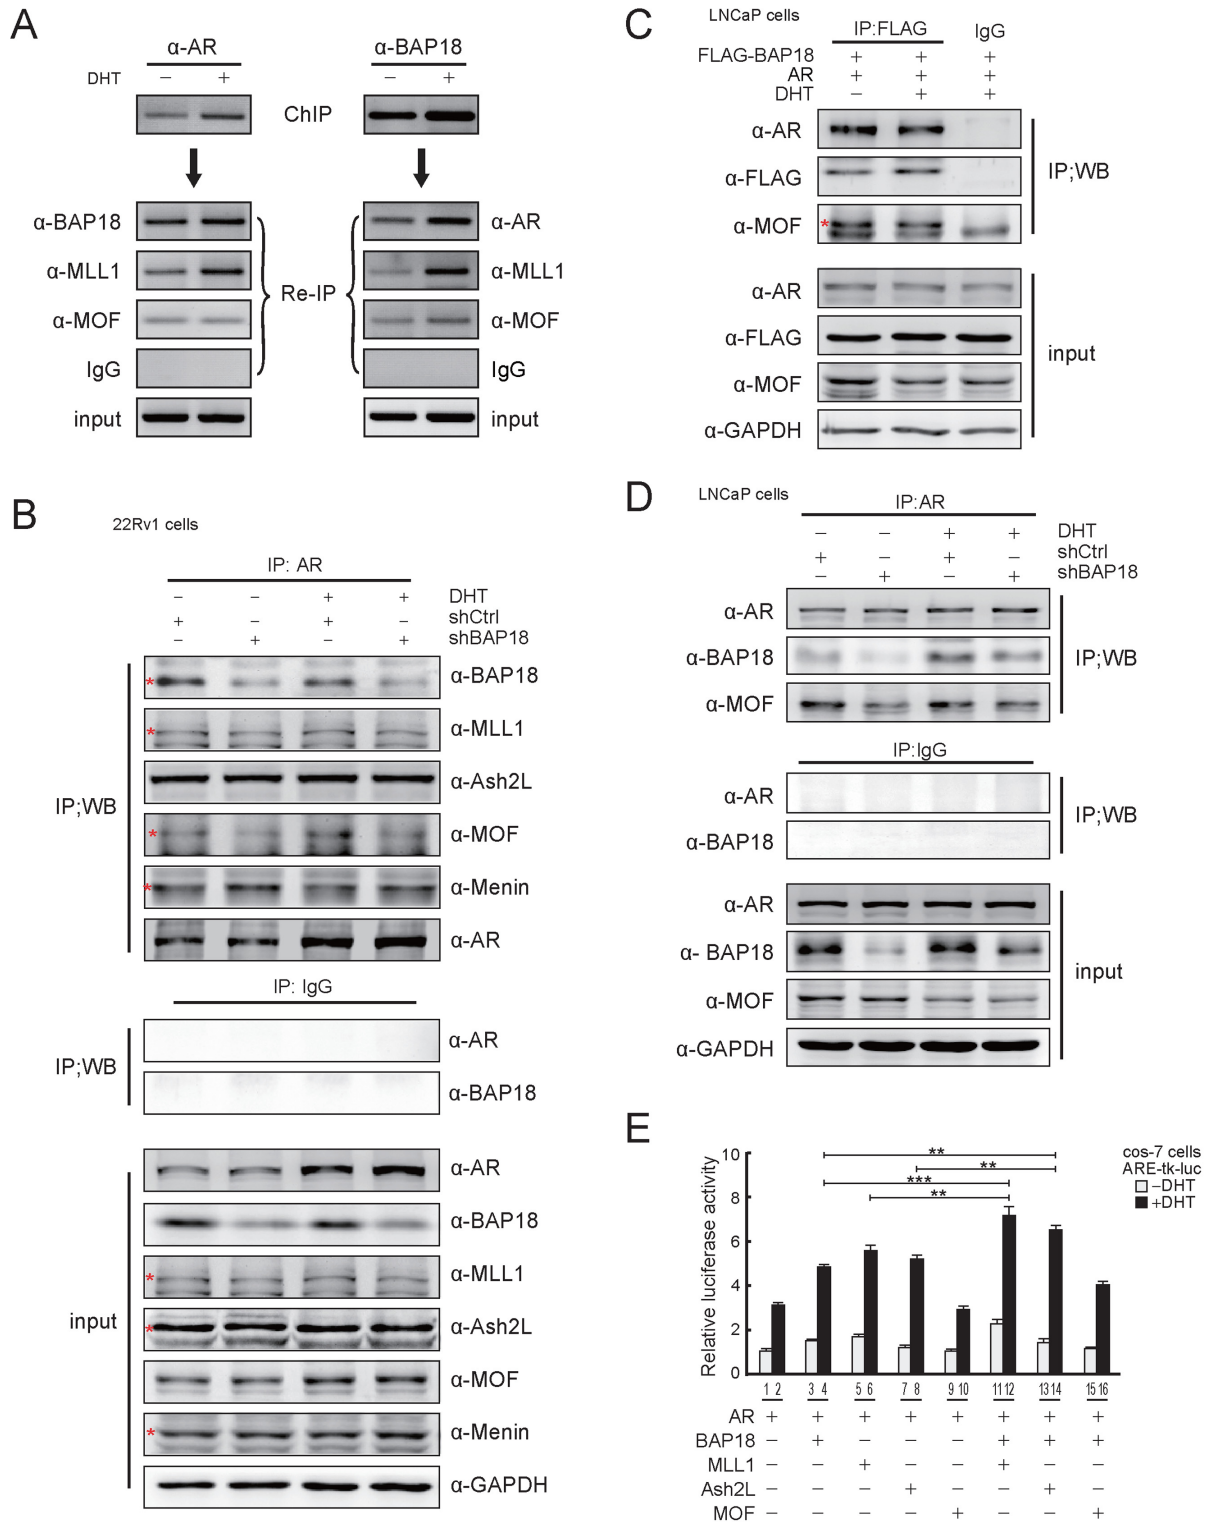 A
α-AR
α-BAP18
DHT
− +
− +
ChIP
α-BAP18
α-MLL1
α-MOF
IgG
input
Re-IP
α-AR
α-MLL1
α-MOF
IgG
input
B
22Rv1 cells
IP: AR
− − + + DHT
+ − + − shCtrl
− + − + shBAP18
IP;WB
* α-BAP18
* α-MLL1
α-Ash2L
* α-MOF
* α-Menin
α-AR
IP: IgG
IP;WB
α-AR
α-BAP18
input
α-AR
α-BAP18
* α-MLL1
* α-Ash2L
α-MOF
* α-Menin
α-GAPDH
C
LNCaP cells
IP:FLAG IgG
FLAG-BAP18 + + +
AR + + +
DHT − + +
α-AR
α-FLAG
α-MOF *
IP;WB
α-AR
α-FLAG
α-MOF
α-GAPDH
input
D
LNCaP cells
IP:AR
− − + + DHT
+ − + − shCtrl
− + − + shBAP18
α-AR
α-BAP18
α-MOF
IP;WB
IP:IgG
α-AR
α-BAP18
IP;WB
α-AR
α- BAP18
α-MOF
α-GAPDH
input
E
cos-7 cells
ARE-tk-luc
−DHT
+DHT
Relative luciferase activity
10
8
6
4
2
0
**
**
***
**
1 2 3 4 5 6 7 8 9 10 11 12 13 14 15 16
AR + + + + + + + +
BAP18 − + − − − + + +
MLL1 − − + − − + − −
Ash2L − − − + − − + −
MOF − − − − + − − +